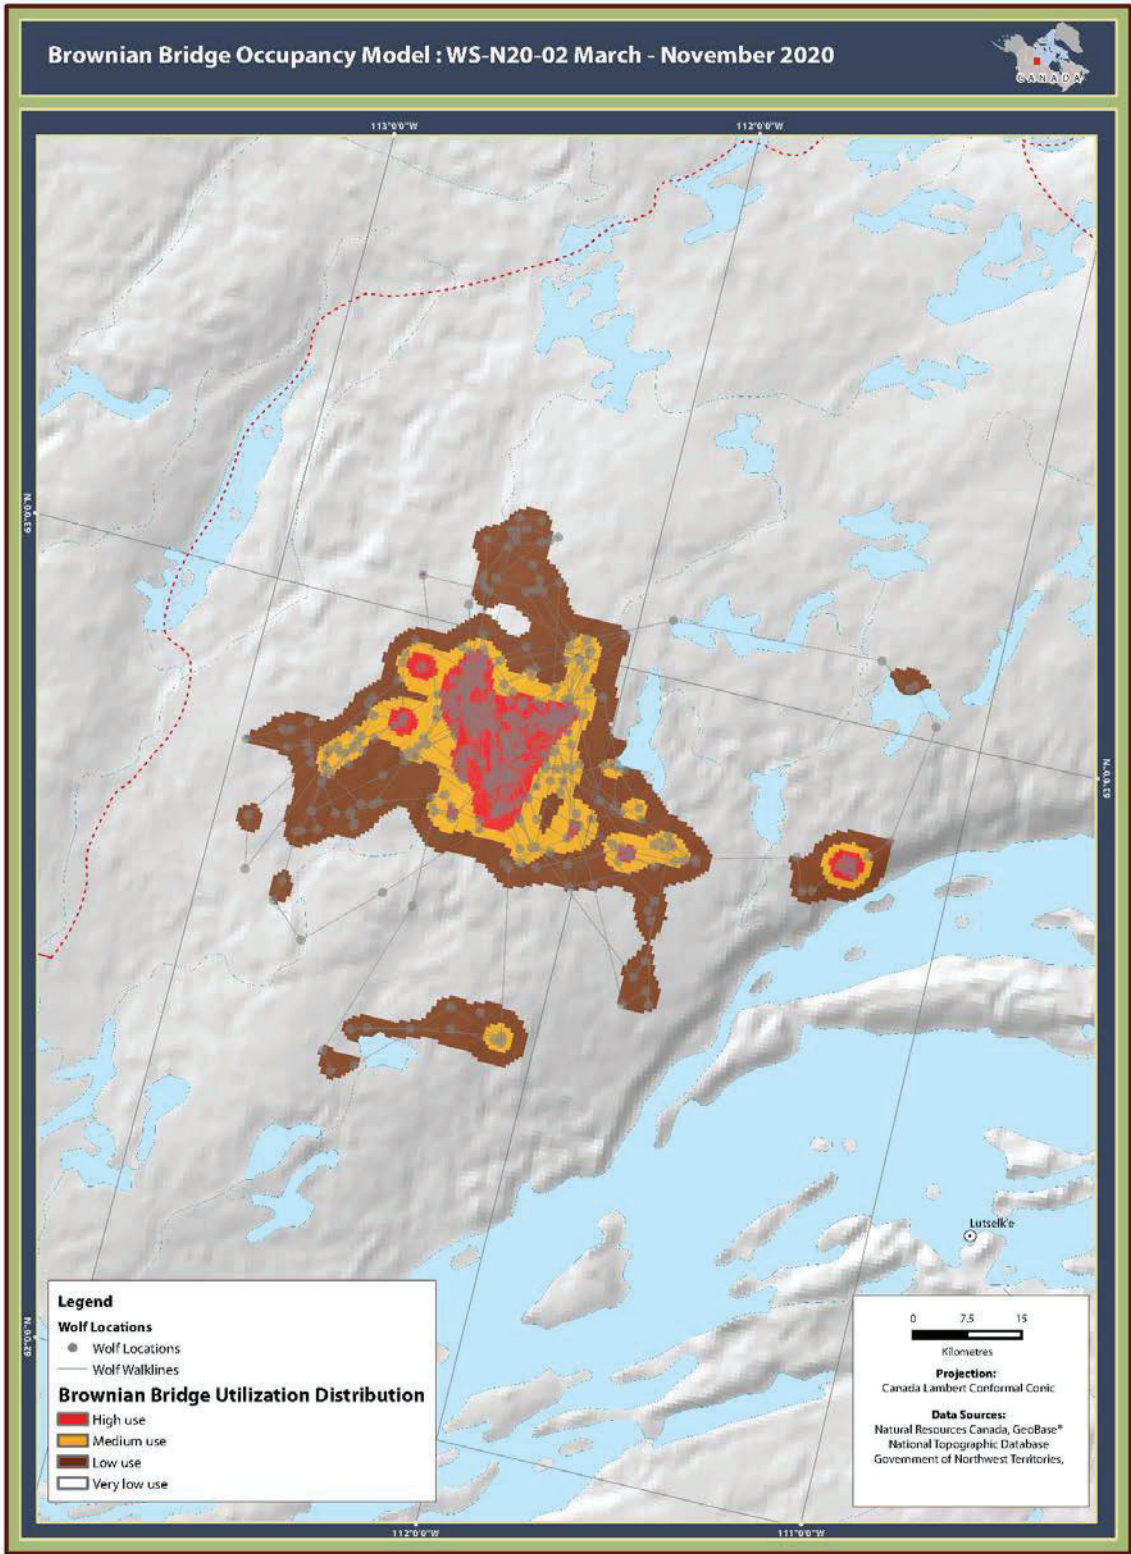 Brownian Bridge Occupancy Model : WS-N20-02 March - November 2020
CANADA
113°0'0"W
112°0'0"W
63°0'0"N
63°0'0"N
Lutselk'e
62°0'0"N
Legend
Wolf Locations
Wolf Locations
Wolf Walklines
Brownian Bridge Utilization Distribution
High use
Medium use
Low use
Very low use
0 7.5 15
Kilometres
Projection:
Canada Lambert Conformal Conic
Data Sources:
Natural Resources Canada, GeoBase®
National Topographic Database
Government of Northwest Territories,
112°0'0"W
111°0'0"W